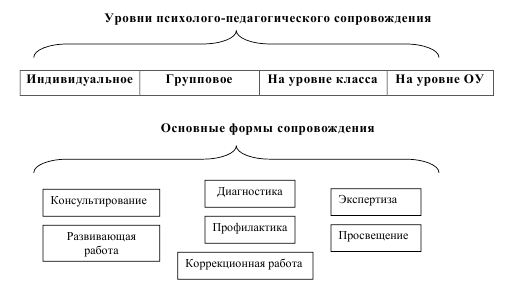 Уровни психолого-педагогического сопровождения
Индивидуальное Групповое На уровне класса На уровне ОУ
Основные формы сопровождения
Консультирование
Диагностика
Экспертиза
Развивающая
работа
Профилактика
Просвещение
Коррекционная работа